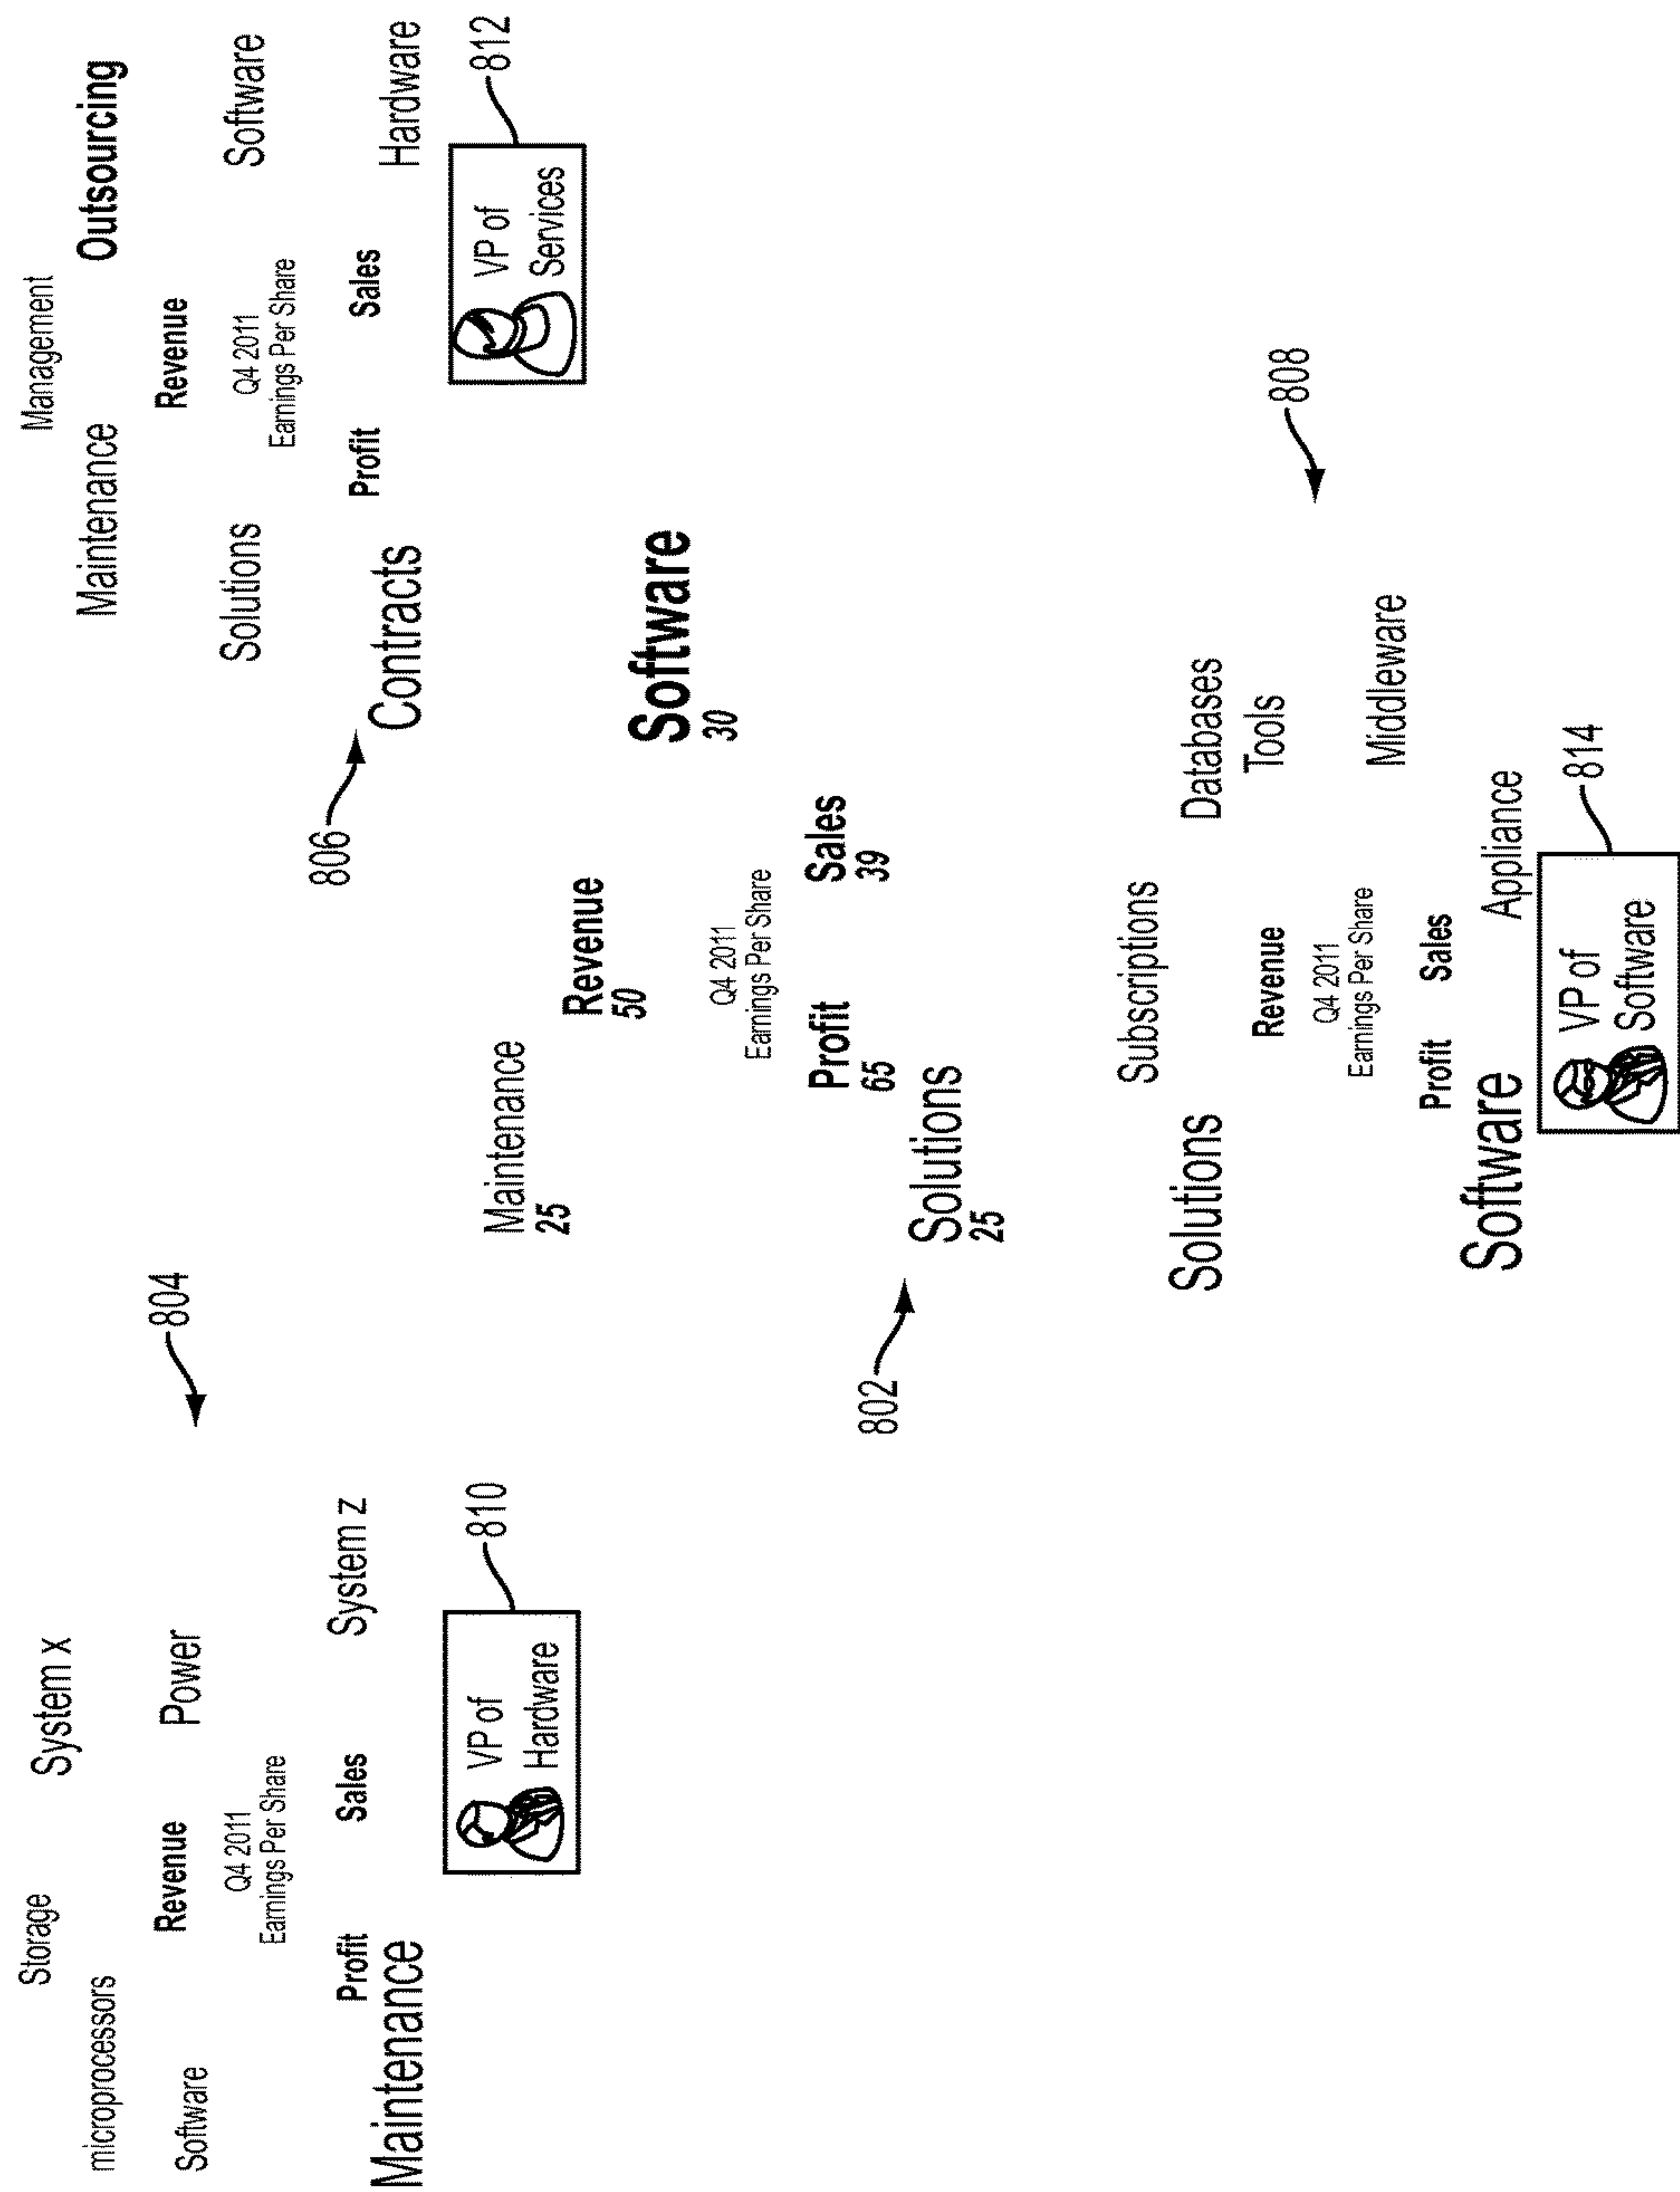 Storage
System x
microprocessors
Software
Revenue
Power
Q4 2011
Earnings Per Share
Profit
Sales
System z
Maintenance
VP of
Hardware
810
804
Management
Maintenance
Outsourcing
Revenue
Solutions
Q4 2011
Earnings Per Share
Software
Profit
Sales
Contracts
Hardware
VP of
Services
812
806
Maintenance
25
Revenue
50
Software
30
Q4 2011
Earnings Per Share
Profit
65
Sales
39
Solutions
25
802
Subscriptions
Solutions
Databases
Revenue
Tools
Q4 2011
Earnings Per Share
Middleware
Profit
Sales
Software
Appliance
VP of
Software
814
808